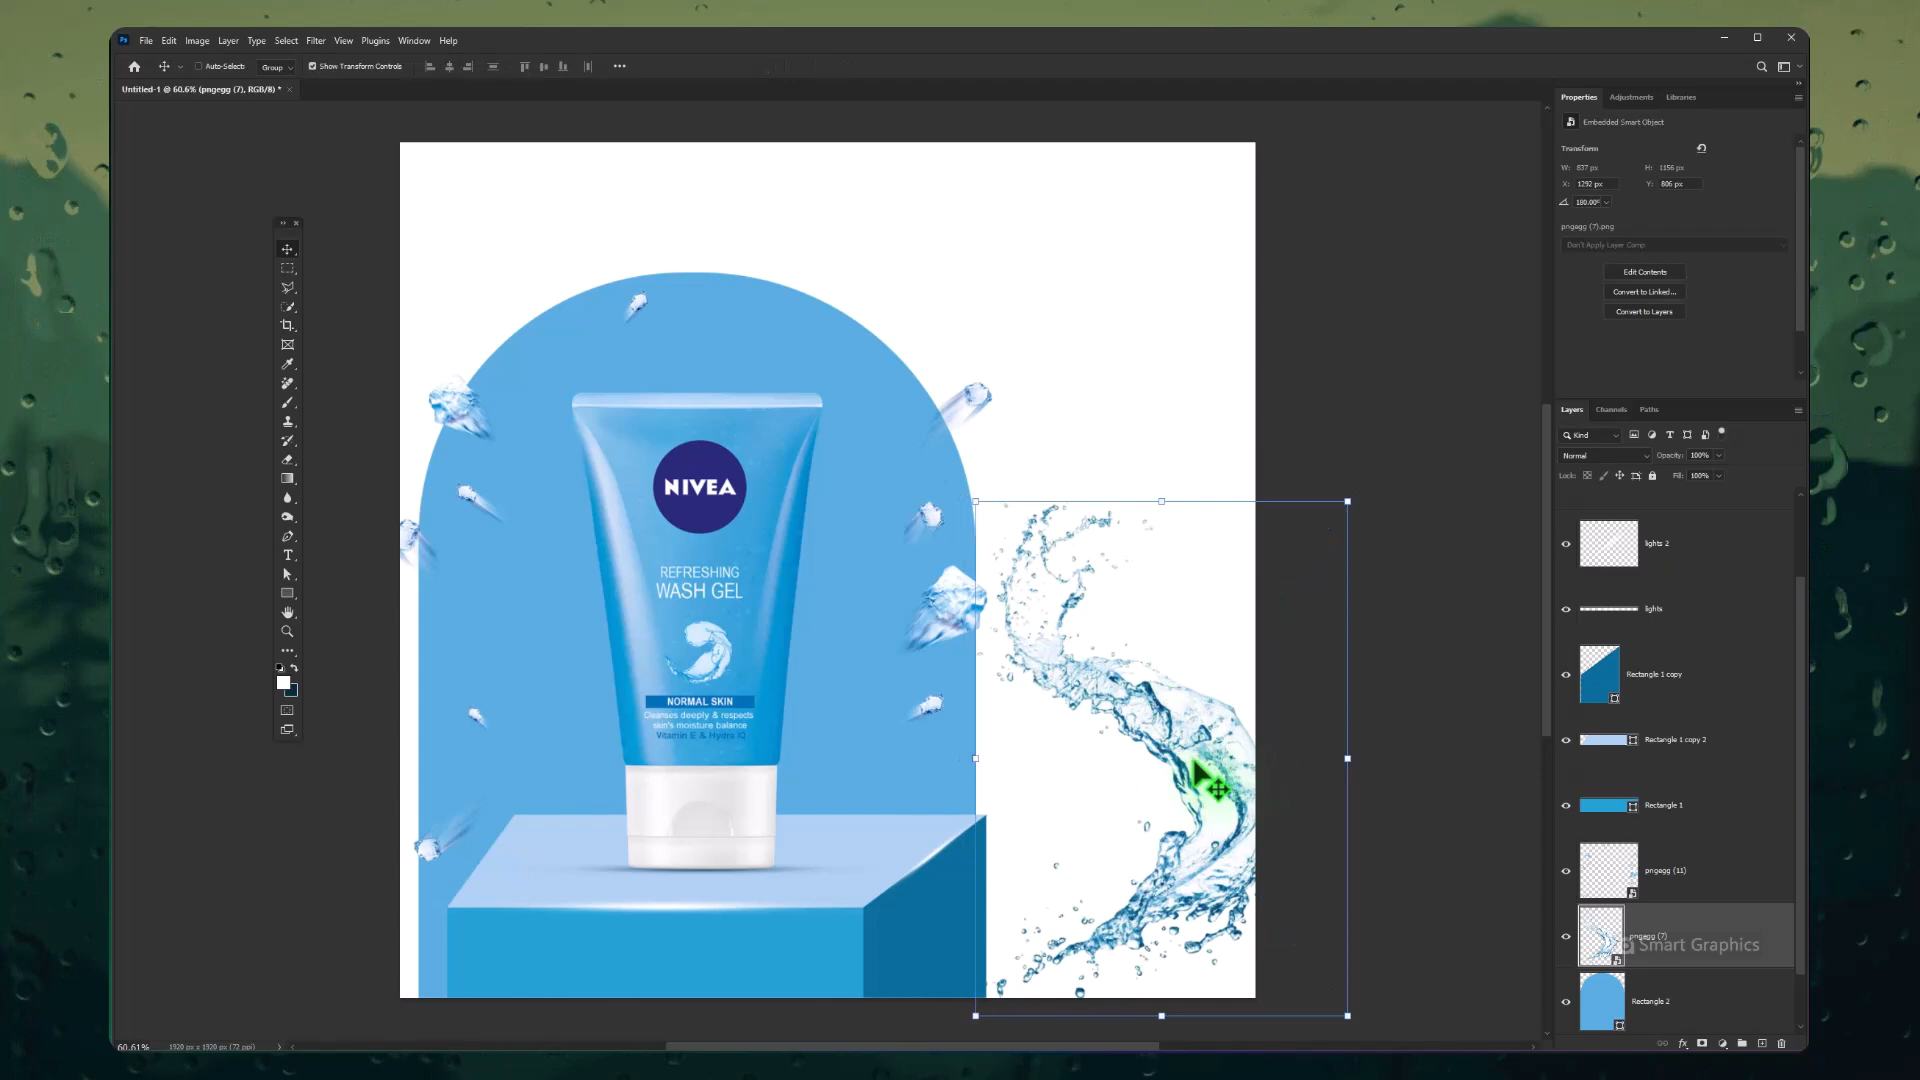 Ps File Edit Image Layer Type Select Filter View Plugins Window Help
Auto-Select: Group Show Transform Controls
Untitled-1 @ 60.6% (pngegg (7), RGB/8) *
NIVEA
REFRESHING
WASH GEL
NORMAL SKIN
Cleanses deeply & respects
skin's moisture balance
Vitamin E & Hydra IQ
60.61% 1920 px x 1920 px (72 ppi)
Properties Adjustments Libraries
Embedded Smart Object
Transform
W: 837 px H: 1156 px
X: 1292 px Y: 806 px
180.00°
pngegg (7).png
Don't Apply Layer Comp
Edit Contents
Convert to Linked...
Convert to Layers
Layers Channels Paths
Kind
Normal Opacity: 100%
Lock: Fill: 100%
lights 2
lights
Rectangle 1 copy
Rectangle 1 copy 2
Rectangle 1
pngegg (11)
pngegg (7)
Smart Graphics
Rectangle 2